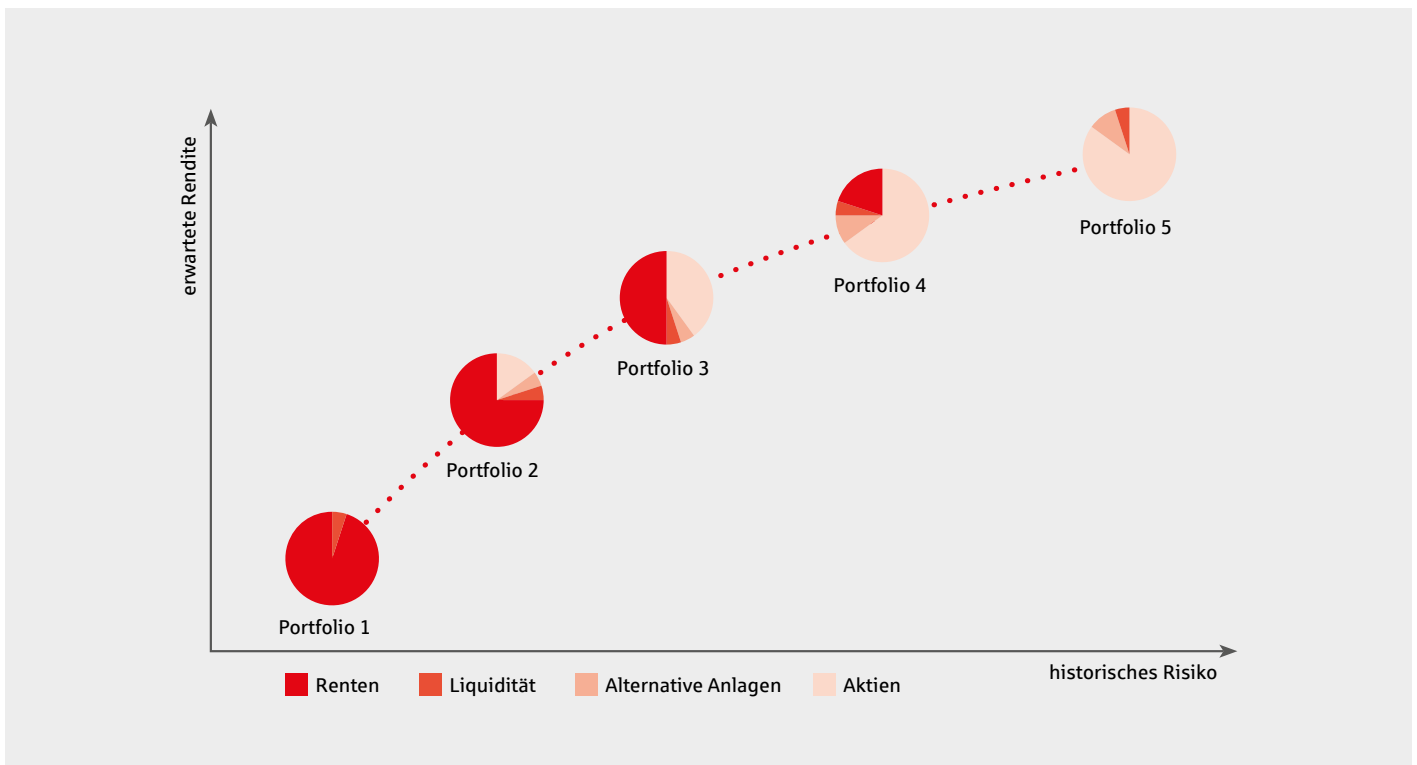 erwartete Rendite
Portfolio 5
Portfolio 4
Portfolio 3
Portfolio 2
Portfolio 1
historisches Risiko
Renten
Liquidität
Alternative Anlagen
Aktien